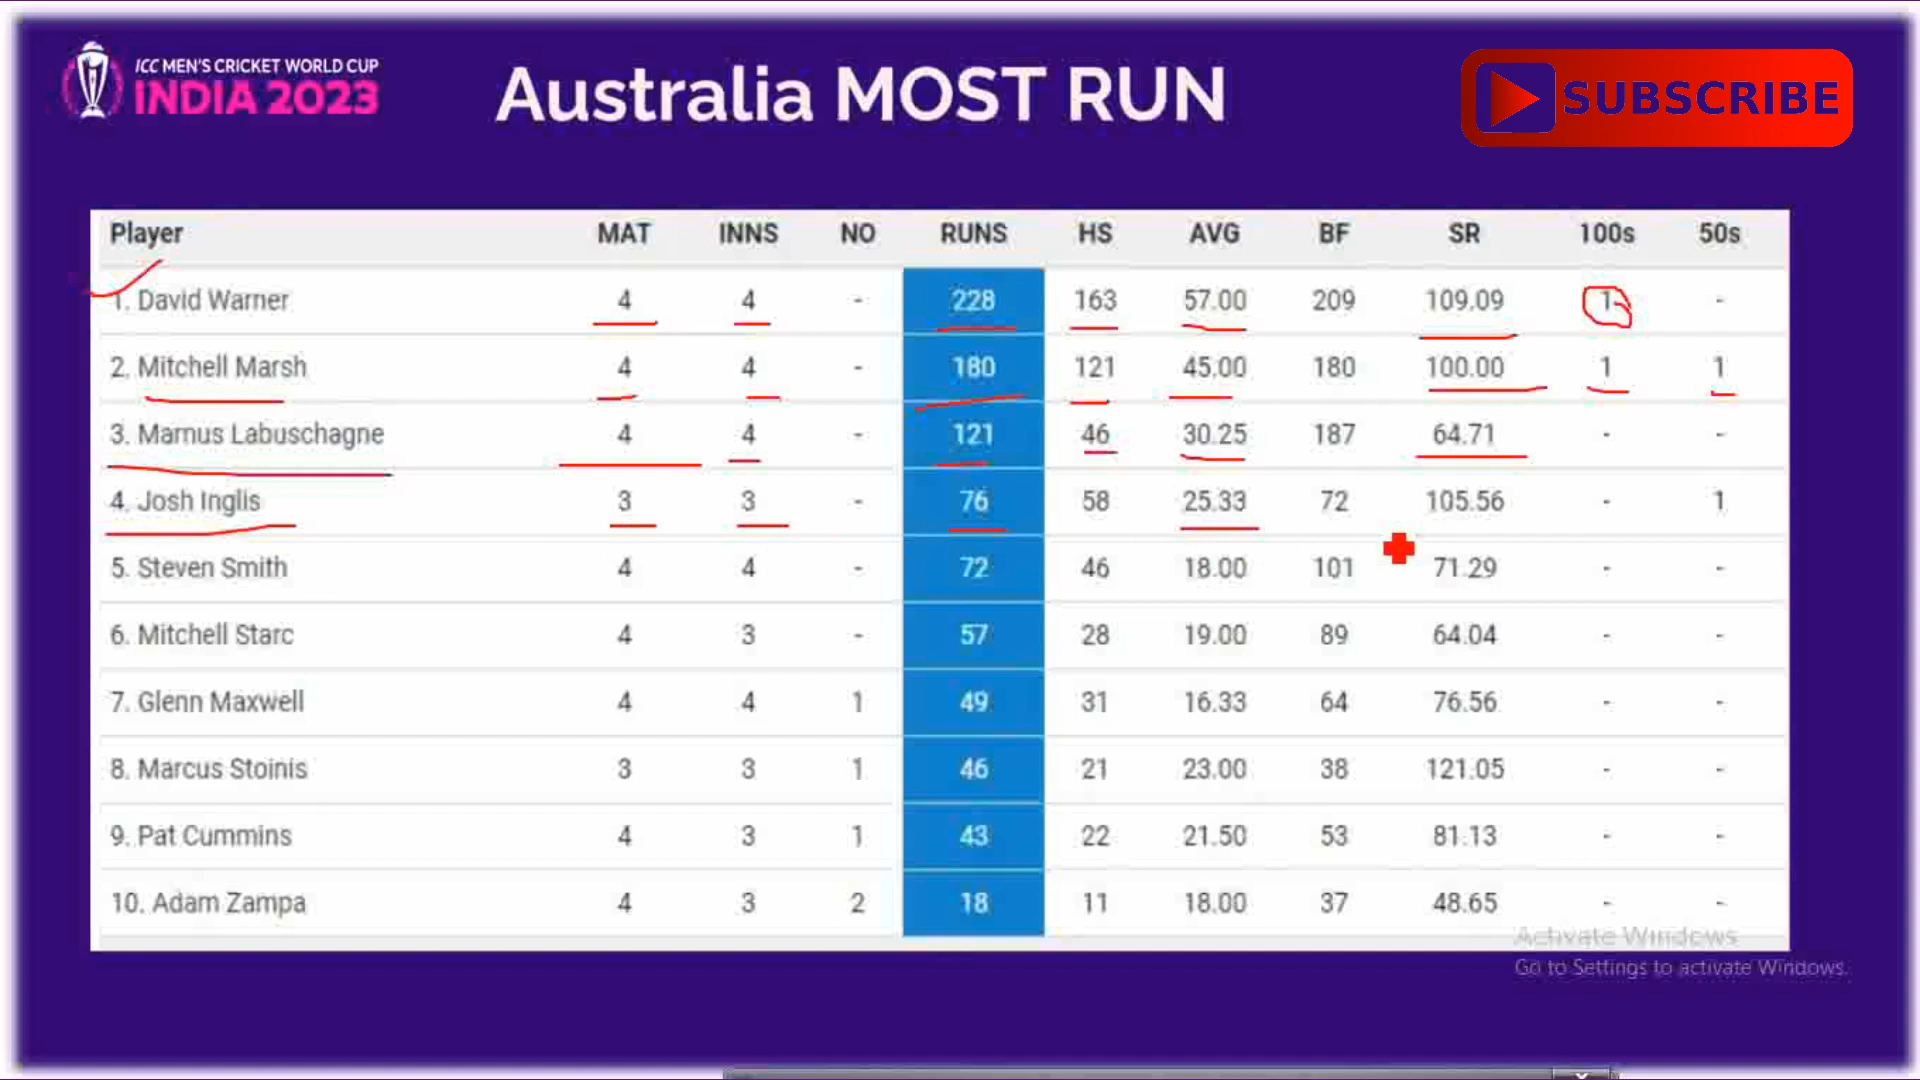 ICC MEN'S CRICKET WORLD CUP
INDIA 2023
Australia MOST RUN
SUBSCRIBE
Player MAT INNS NO RUNS HS AVG BF SR 100s 50s
1. David Warner 4 4 - 228 163 57.00 209 109.09 1 -
2. Mitchell Marsh 4 4 - 180 121 45.00 180 100.00 1 1
3. Marnus Labuschagne 4 4 - 121 46 30.25 187 64.71 - -
4. Josh Inglis 3 3 - 76 58 25.33 72 105.56 - 1
5. Steven Smith 4 4 - 72 46 18.00 101 71.29 - -
6. Mitchell Starc 4 3 - 57 28 19.00 89 64.04 - -
7. Glenn Maxwell 4 4 1 49 31 16.33 64 76.56 - -
8. Marcus Stoinis 3 3 1 46 21 23.00 38 121.05 - -
9. Pat Cummins 4 3 1 43 22 21.50 53 81.13 - -
10. Adam Zampa 4 3 2 18 11 18.00 37 48.65 - -
Activate Windows
Go to Settings to activate Windows.